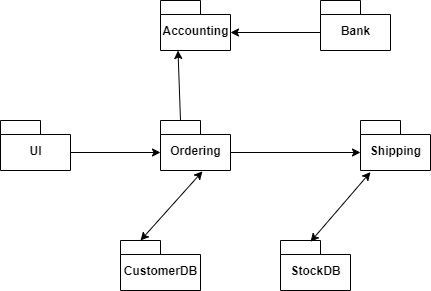 Accounting
Bank
UI
Ordering
Shipping
CustomerDB
StockDB